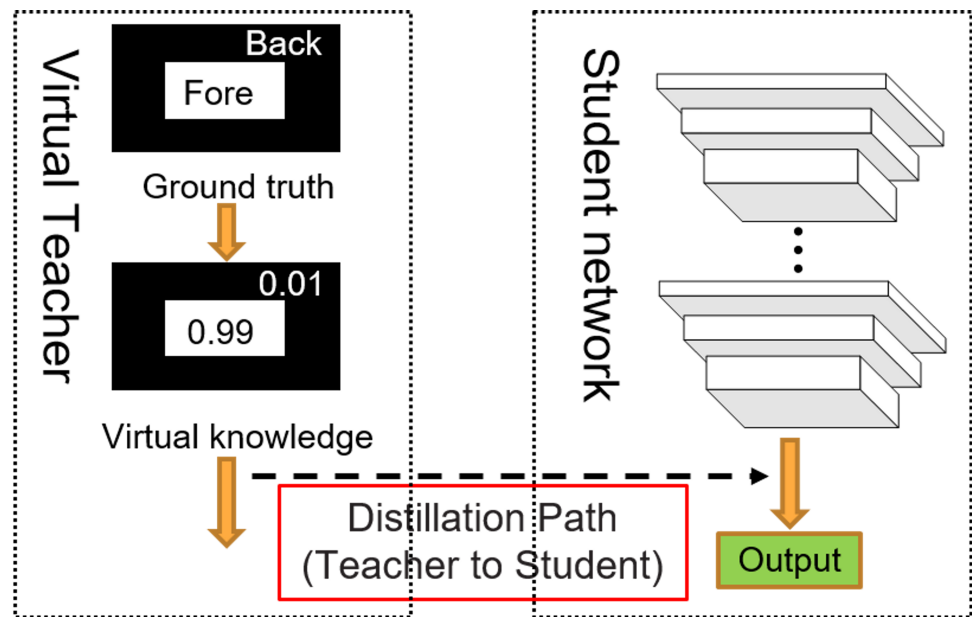 Virtual Teacher
Back
Fore
Ground truth
0.01
0.99
Virtual knowledge
Distillation Path
(Teacher to Student)
Student network
Output